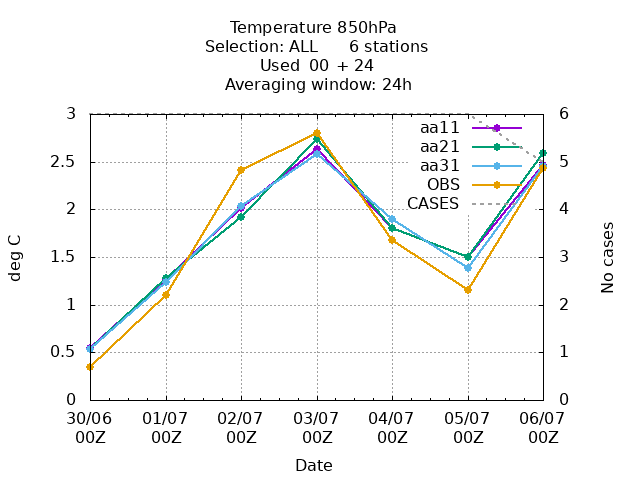 Temperature 850hPa
Selection: ALL 6 stations
Used 00 + 24
Averaging window: 24h
3 6
aa11
aa21
2.5 aa31 5
OBS
2 CASES 4
deg C
No cases
1.5 3
1 2
0.5 1
0 0
30/06 01/07 02/07 03/07 04/07 05/07 06/07
00Z 00Z 00Z 00Z 00Z 00Z 00Z
Date